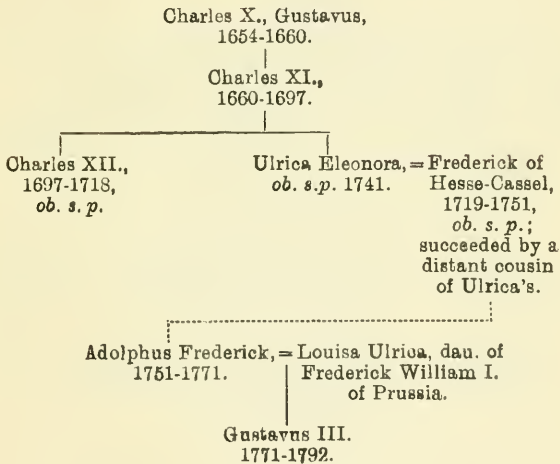 Charles X., Gustavus,
1654-1660.
Charles XI.,
1660-1697.
Charles XII.,
1697-1718,
ob. s. p.
Ulrica Eleonora,
ob. s.p. 1741.
= Frederick of
Hesse-Cassel,
1719-1751,
ob. s. p.;
succeeded by a
distant cousin
of Ulrica's.
Adolphus Frederick,
1751-1771.
= Louisa Ulrica, dau. of
Frederick William I.
of Prussia.
Gustavus III.
1771-1792.